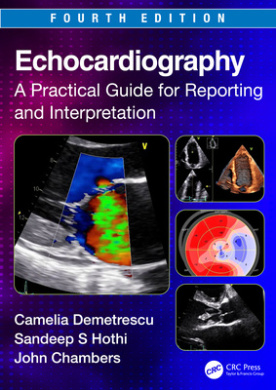 FOURTH EDITION
Echocardiography
A Practical Guide for Reporting
and Interpretation
V
Camelia Demetrescu
Sandeep S Hothi
John Chambers
CRC
CRC Press
Taylor & Francis Group